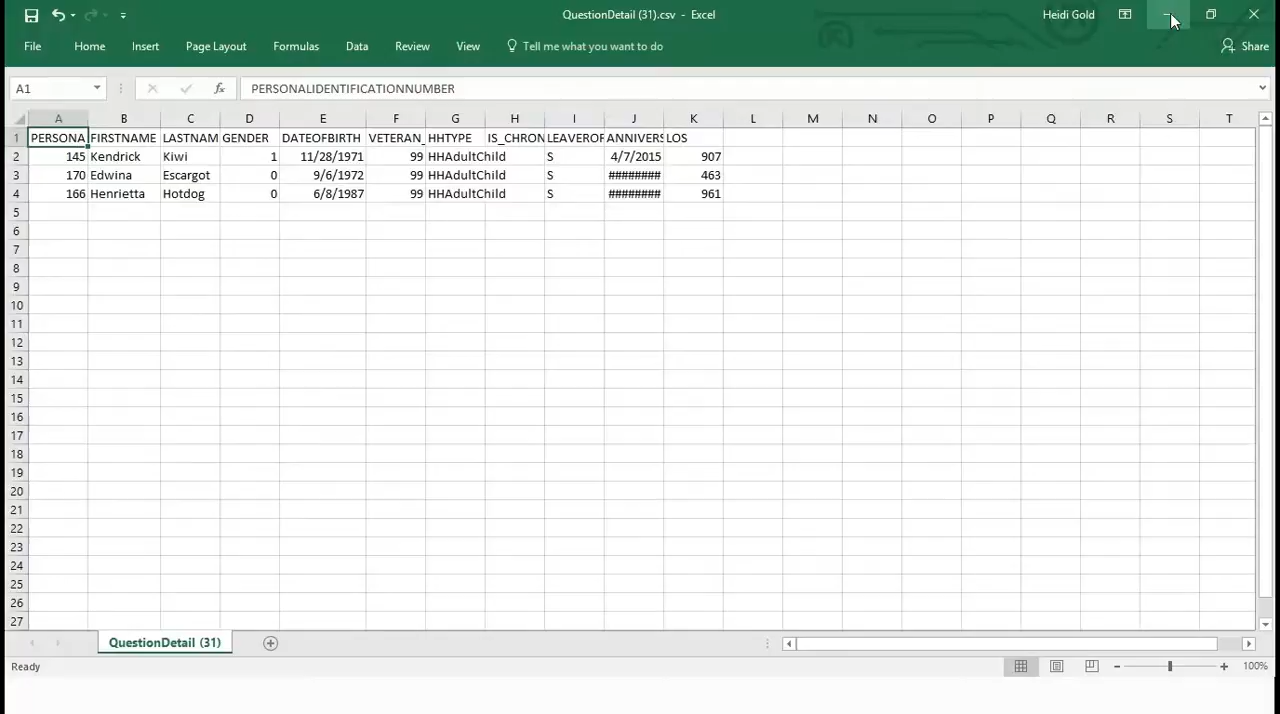 QuestionDetail (31).csv - Excel
Heidi Gold
File Home Insert Page Layout Formulas Data Review View Tell me what you want to do Share
A1 fx PERSONALIDENTIFICATIONNUMBER
A B C D E F G H I J K L M N O P Q R S T
1 PERSONA FIRSTNAME LASTNAM GENDER DATEOFBIRTH VETERAN_ HHTYPE IS_CHRON LEAVEROF ANNIVERS LOS
2 145 Kendrick Kiwi 1 11/28/1971 99 HHAdultChild S 4/7/2015 907
3 170 Edwina Escargot 0 9/6/1972 99 HHAdultChild S ######## 463
4 166 Henrietta Hotdog 0 6/8/1987 99 HHAdultChild S ######## 961
5
6
7
8
9
10
11
12
13
14
15
16
17
18
19
20
21
22
23
24
25
26
27
QuestionDetail (31)
Ready 100%